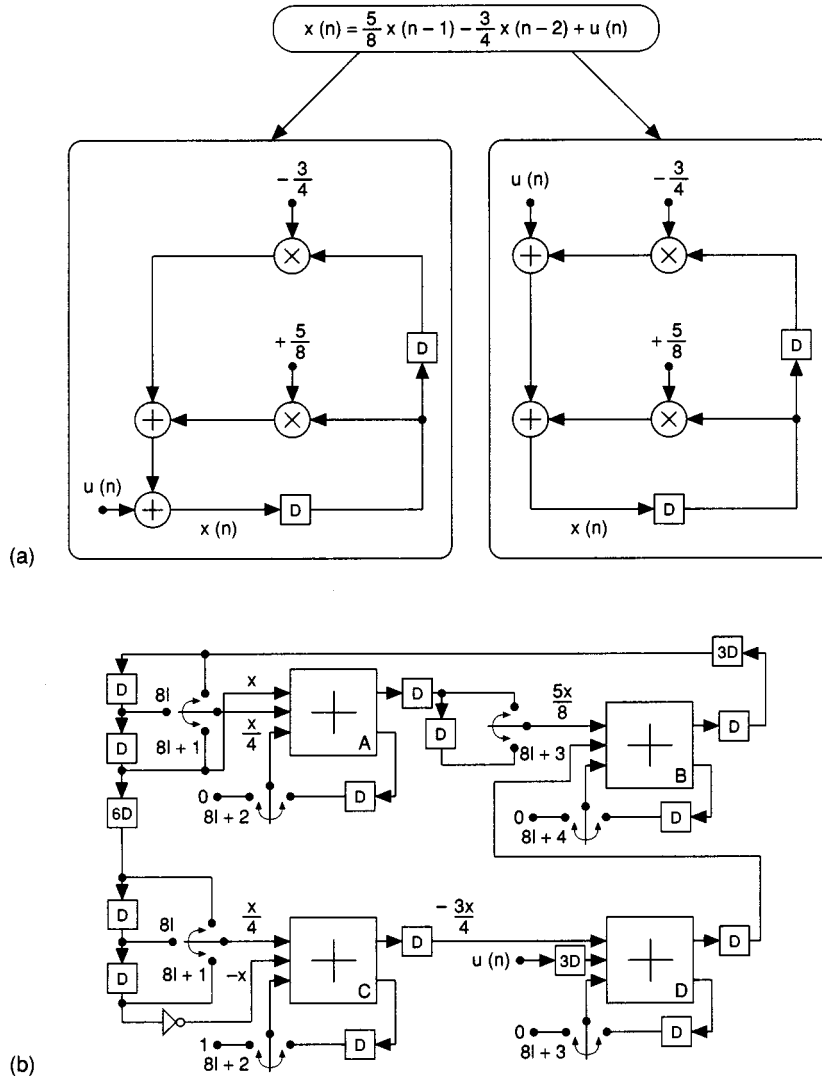 x (n) = 5/8 x (n – 1) – 3/4 x (n – 2) + u (n)
– 3/4
u (n)
– 3/4
×
+
×
D
D
+ 5/8
+ 5/8
+
×
+
×
u (n)
+
D
D
x (n)
x (n)
(a)
3D
D
8l
x
x/4
+
A
D
D
5x/8
+
B
D
D
8l + 1
8l + 3
6D
0
8l + 2
D
0
8l + 4
D
D
8l
x/4
+
C
D
– 3x/4
+
D
D
u (n)
3D
D
8l + 1
–x
1
8l + 2
D
0
8l + 3
D
(b)